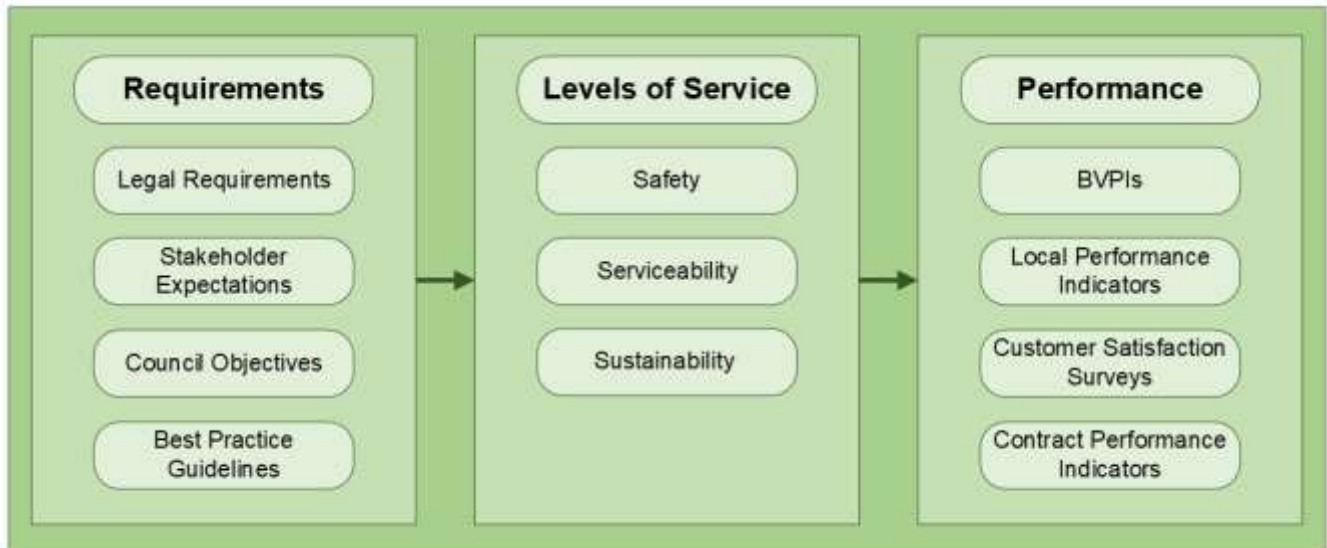 Requirements
Legal Requirements
Stakeholder
Expectations
Council Objectives
Best Practice
Guidelines
Levels of Service
Safety
Serviceability
Sustainability
Performance
BVPIs
Local Performance
Indicators
Customer Satisfaction
Surveys
Contract Performance
Indicators